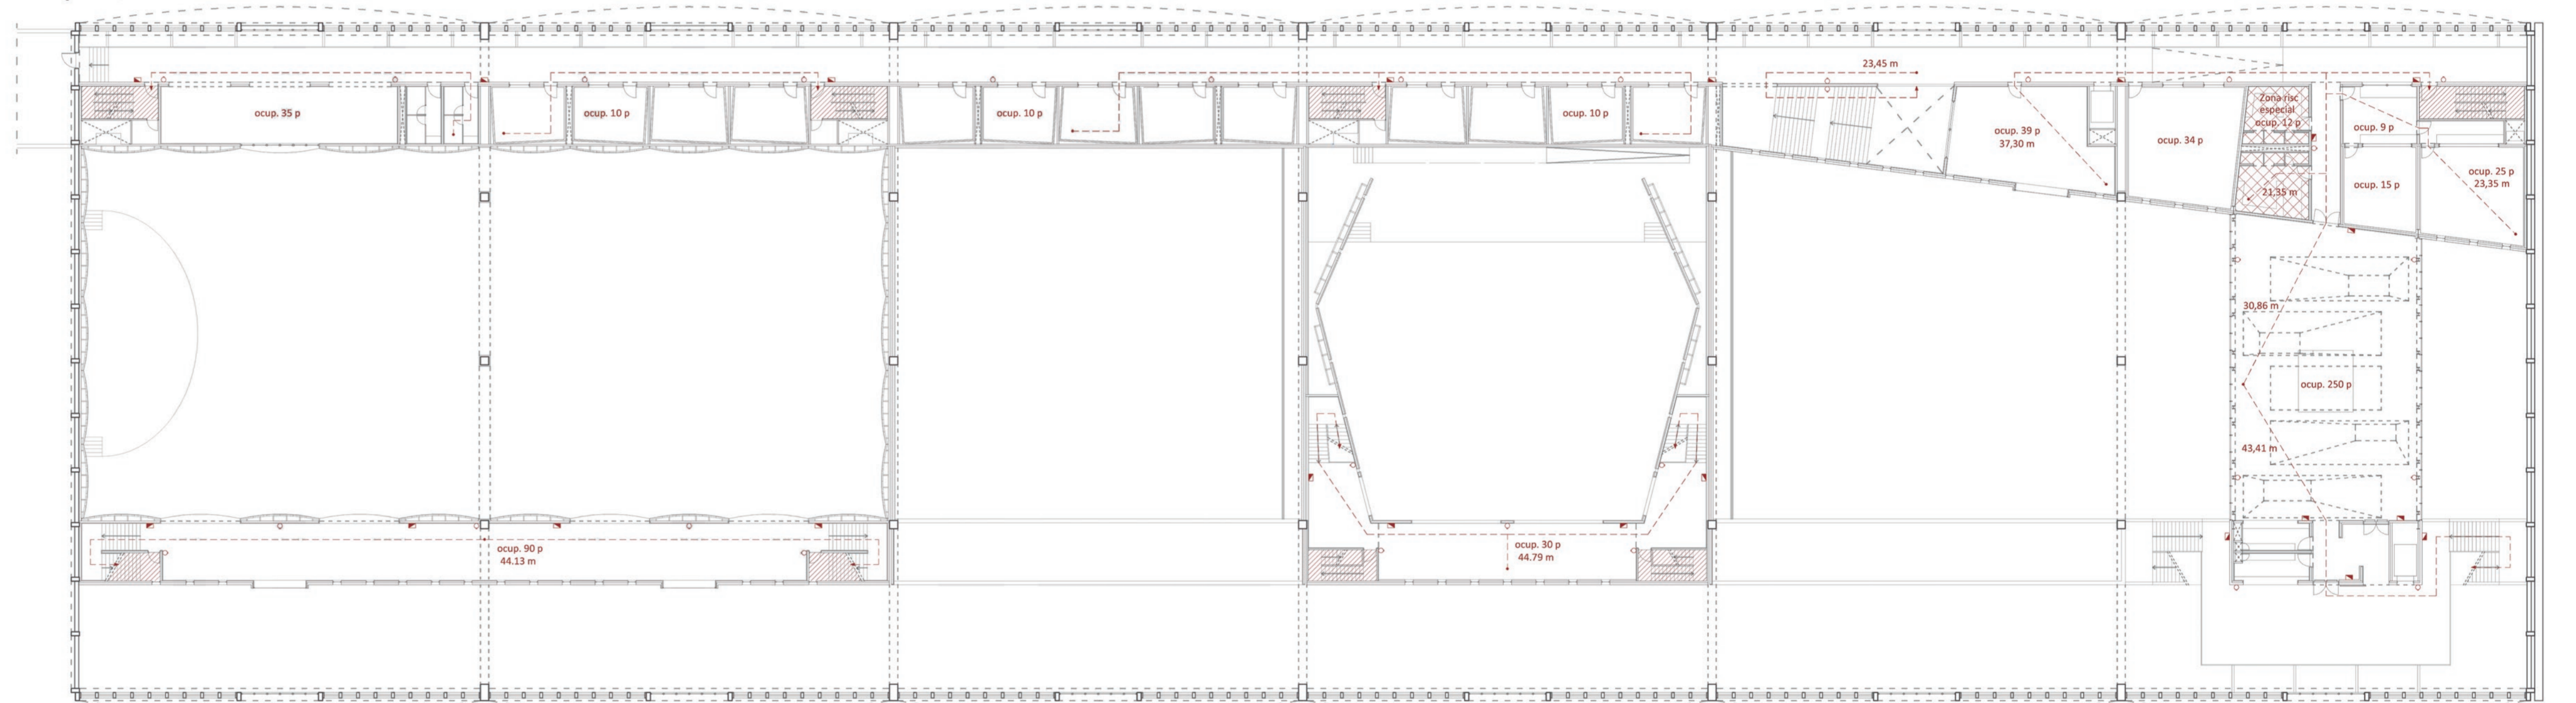 23,45 m
ocup. 35 p
ocup. 10 p
ocup. 10 p
ocup. 10 p
ocup. 39 p
37,30 m
ocup. 34 p
Zona risc
especial
ocup. 12 p
21,35 m
ocup. 9 p
ocup. 15 p
ocup. 25 p
23,35 m
30,86 m
ocup. 250 p
43,41 m
ocup. 90 p
44.13 m
ocup. 30 p
44.79 m